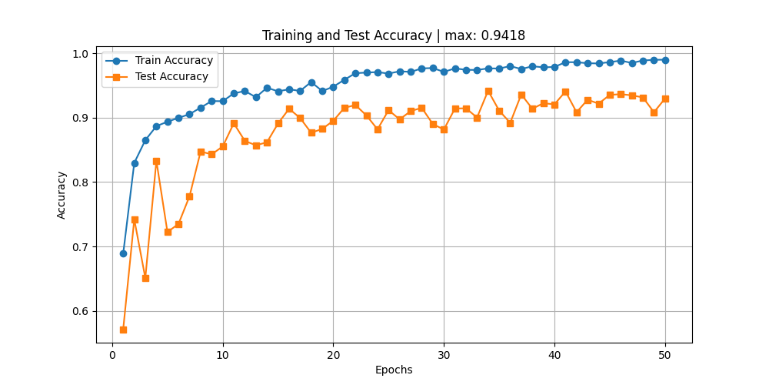 Training and Test Accuracy | max: 0.9418
Train Accuracy
Test Accuracy
1.0
0.9
0.8
0.7
0.6
Accuracy
0
10
20
30
40
50
Epochs